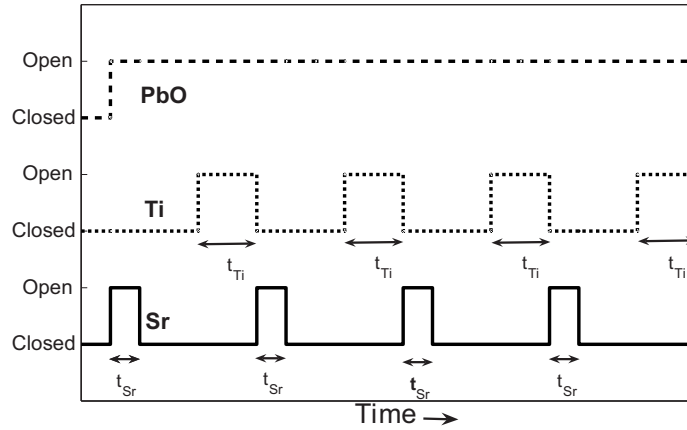 Open
PbO
Closed
Open
Ti
Closed
t_Ti t_Ti t_Ti t_Ti
Open
Sr
Closed
t_Sr t_Sr t_Sr t_Sr
Time